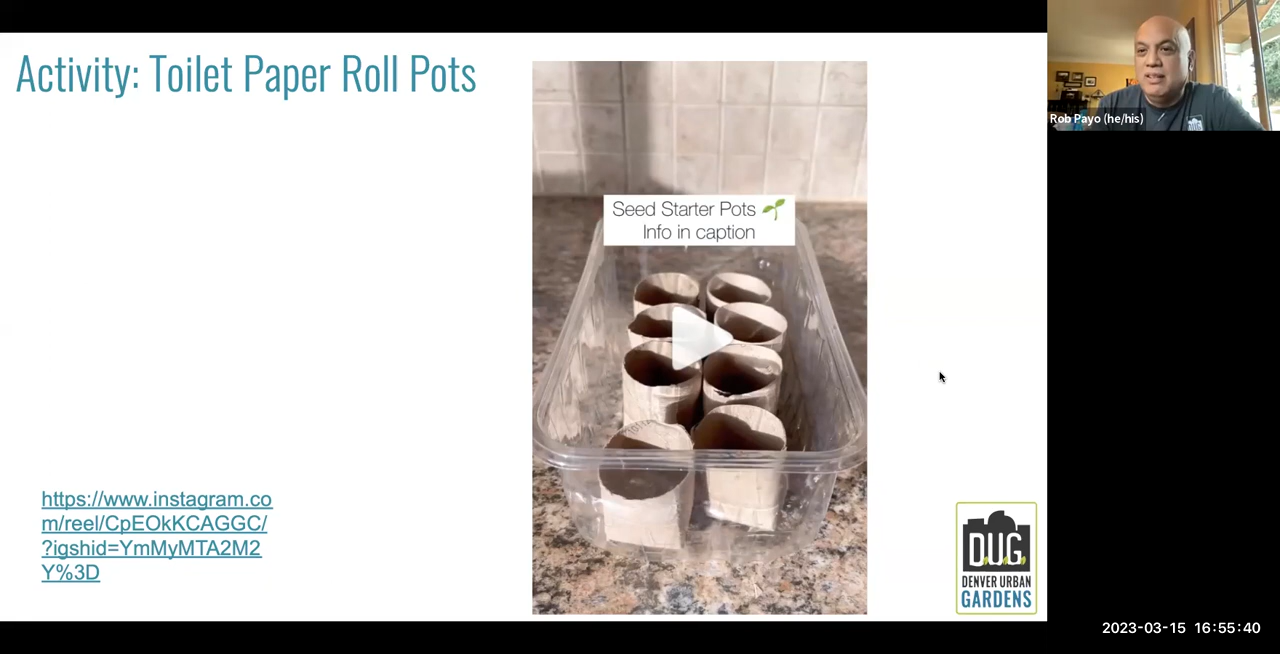 Activity: Toilet Paper Roll Pots
Seed Starter Pots 🌱
Info in caption
https://www.instagram.co
m/reel/CpEOkKCAGGC/
?igshid=YmMyMTA2M2
Y%3D
DUG
DENVER URBAN
GARDENS
Rob Payo (he/his)
DUG
2023-03-15 16:55:40